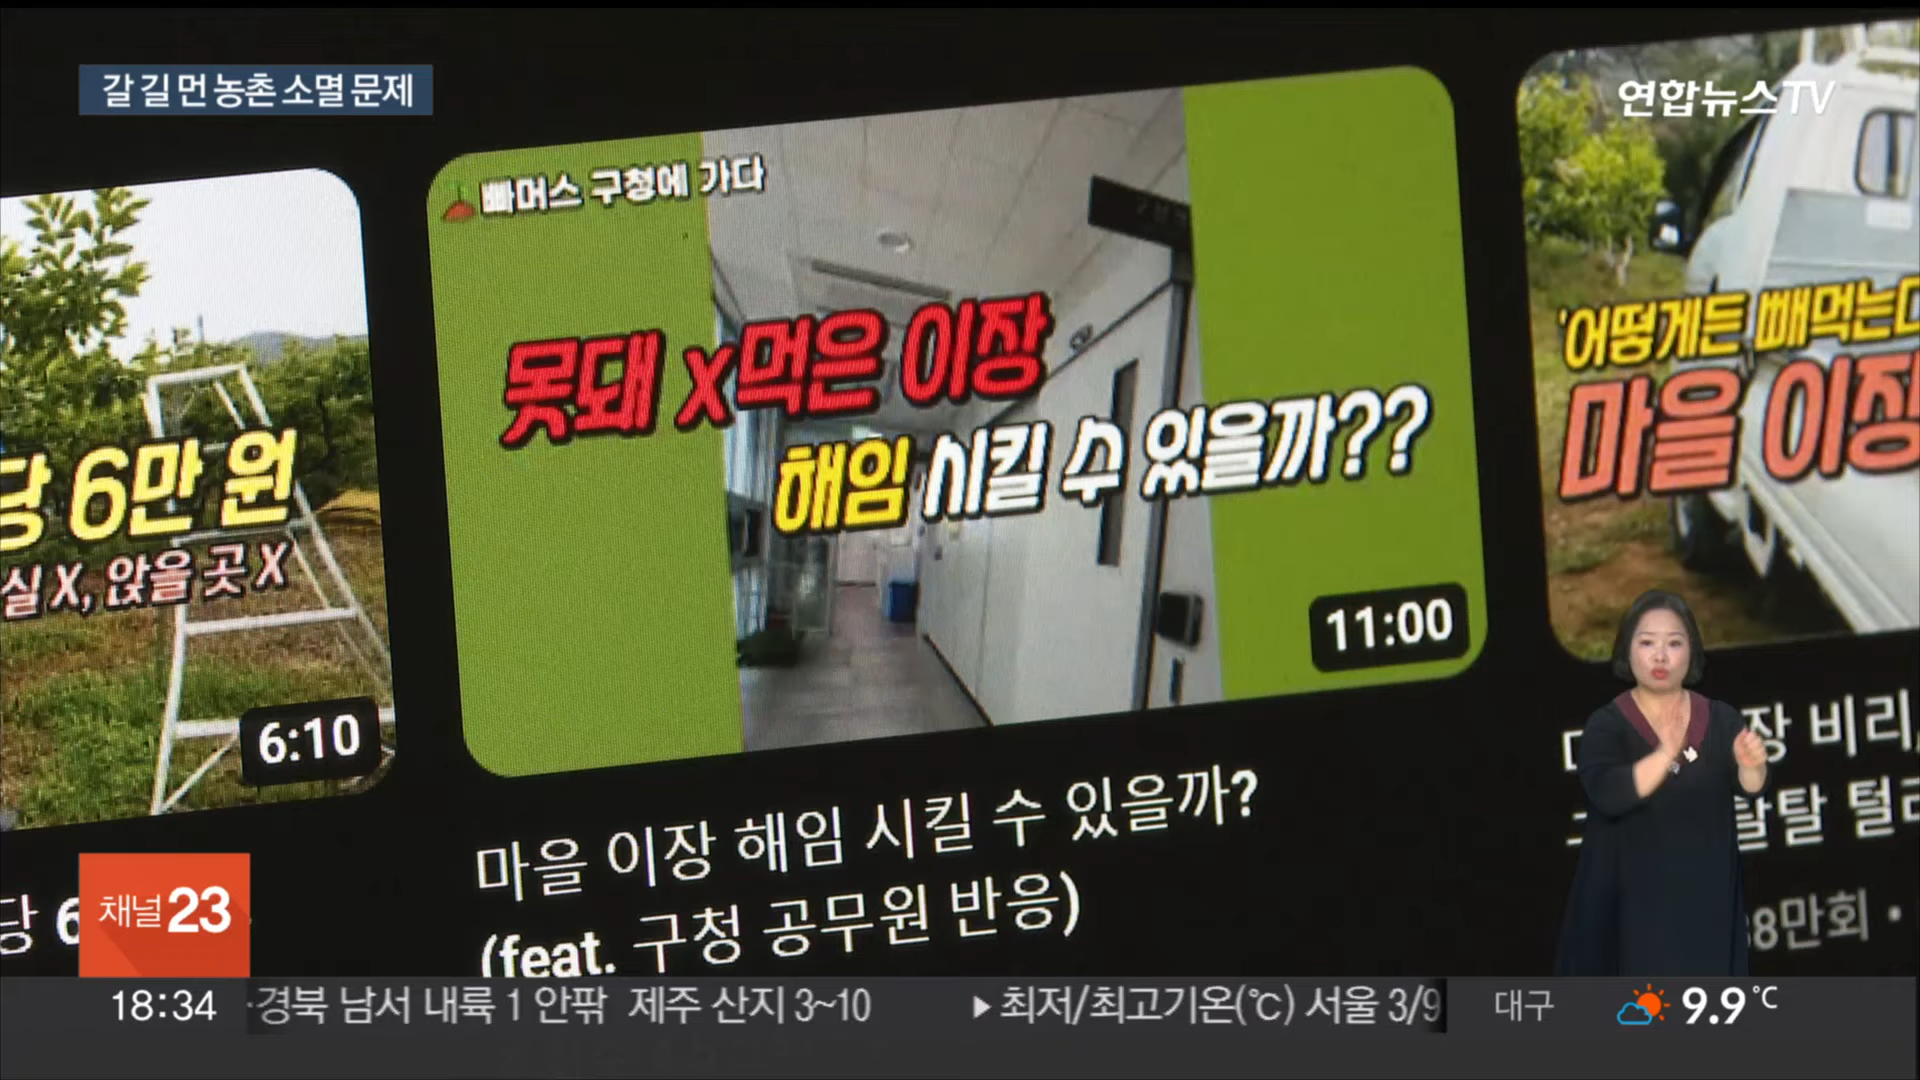 갈 길 먼 농촌 소멸 문제
연합뉴스TV
빠머스 구청에 가다
못돼 x먹은 이장
해임 시킬 수 있을까??
11:00
마을 이장 해임 시킬 수 있을까?
(feat. 구청 공무원 반응)
당 6만 원
실 X, 앉을 곳 X
6:10
당 6
'어떻게든 빼먹는다
마을 이장
장 비리,
탈탈 털
38만회 •
채널 23
18:34
·경북 남서 내륙 1 안팎 제주 산지 3~10
▶최저/최고기온(℃) 서울 3/9
대구
9.9℃